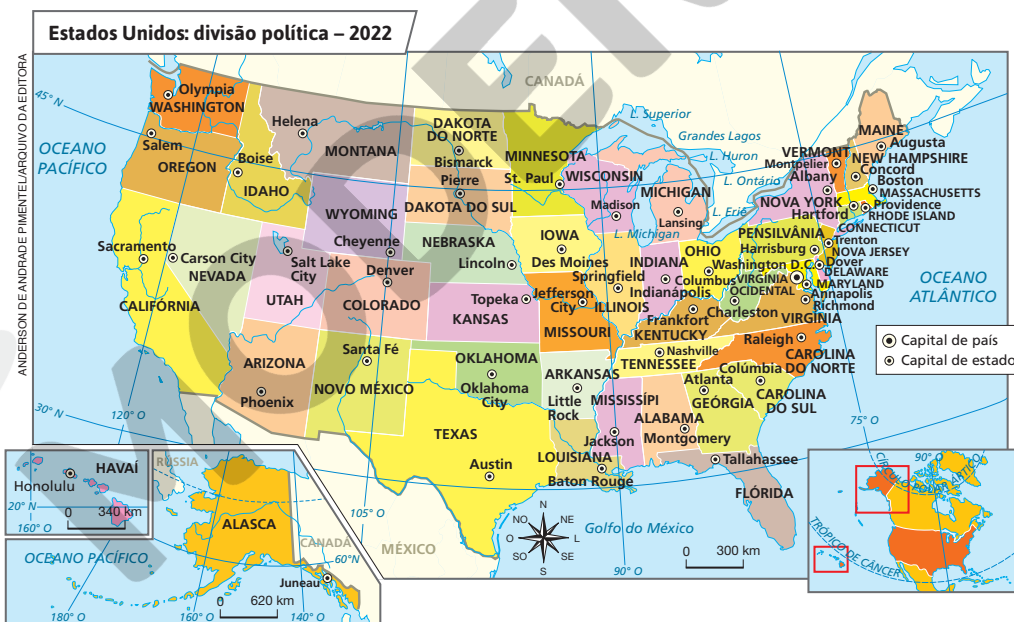 Estados Unidos: divisão política – 2022
ANDERSON DE ANDRADE PIMENTEL/ARQUIVO DA EDITORA
MODER
45° N
30° N
120° O
105° O
90° O
75° O
OCEANO
PACÍFICO
CANADÁ
L. Superior
Grandes Lagos
L. Huron
L. Ontário
L. Erie
L. Michigan
OCEANO
ATLÂNTICO
Golfo do México
MÉXICO
Olympia
WASHINGTON
Salem
OREGON
Boise
IDAHO
Helena
MONTANA
DAKOTA
DO NORTE
Bismarck
Pierre
DAKOTA DO SUL
MINNESOTA
St. Paul
WISCONSIN
Madison
MICHIGAN
Lansing
WYOMING
Cheyenne
NEBRASKA
Lincoln
IOWA
Des Moines
Sacramento
CALIFÓRNIA
Carson City
NEVADA
Salt Lake
City
UTAH
Denver
COLORADO
Topeka
KANSAS
Jefferson
City
MISSOURI
Springfield
ILLINOIS
INDIANA
Indianápolis
OHIO
Columbus
Frankfort
KENTUCKY
VIRGÍNIA
OCIDENTAL
Charleston
VIRGÍNIA
Richmond
MAINE
Augusta
VERMONT
Montpelier
NEW HAMPSHIRE
Concord
Boston
MASSACHUSETTS
Albany
NOVA YORK
Hartford
Providence
RHODE ISLAND
CONNECTICUT
PENSILVÂNIA
Harrisburg
Trenton
NOVA JERSEY
Dover
DELAWARE
Washington D.C.
MARYLAND
Annapolis
ARIZONA
Phoenix
Santa Fé
NOVO MÉXICO
OKLAHOMA
Oklahoma
City
TEXAS
Austin
ARKANSAS
Little
Rock
LOUISIANA
Baton Rouge
MISSISSÍPI
Jackson
ALABAMA
Montgomery
TENNESSEE
Nashville
Atlanta
GEÓRGIA
Raleigh
CAROLINA
DO NORTE
Colúmbia
CAROLINA
DO SUL
Tallahassee
FLÓRIDA
Capital de país
Capital de estado
N
NO
NE
O
L
SO
SE
S
0 300 km
HAVAÍ
Honolulu
20° N
160° O
0 340 km
RÚSSIA
ALASCA
CANADÁ
60°N
OCEANO PACÍFICO
Juneau
0 620 km
180° O
160° O
140° O
90° O
CÍRCULO POLAR ÁRTICO
TRÓPICO DE CÂNCER